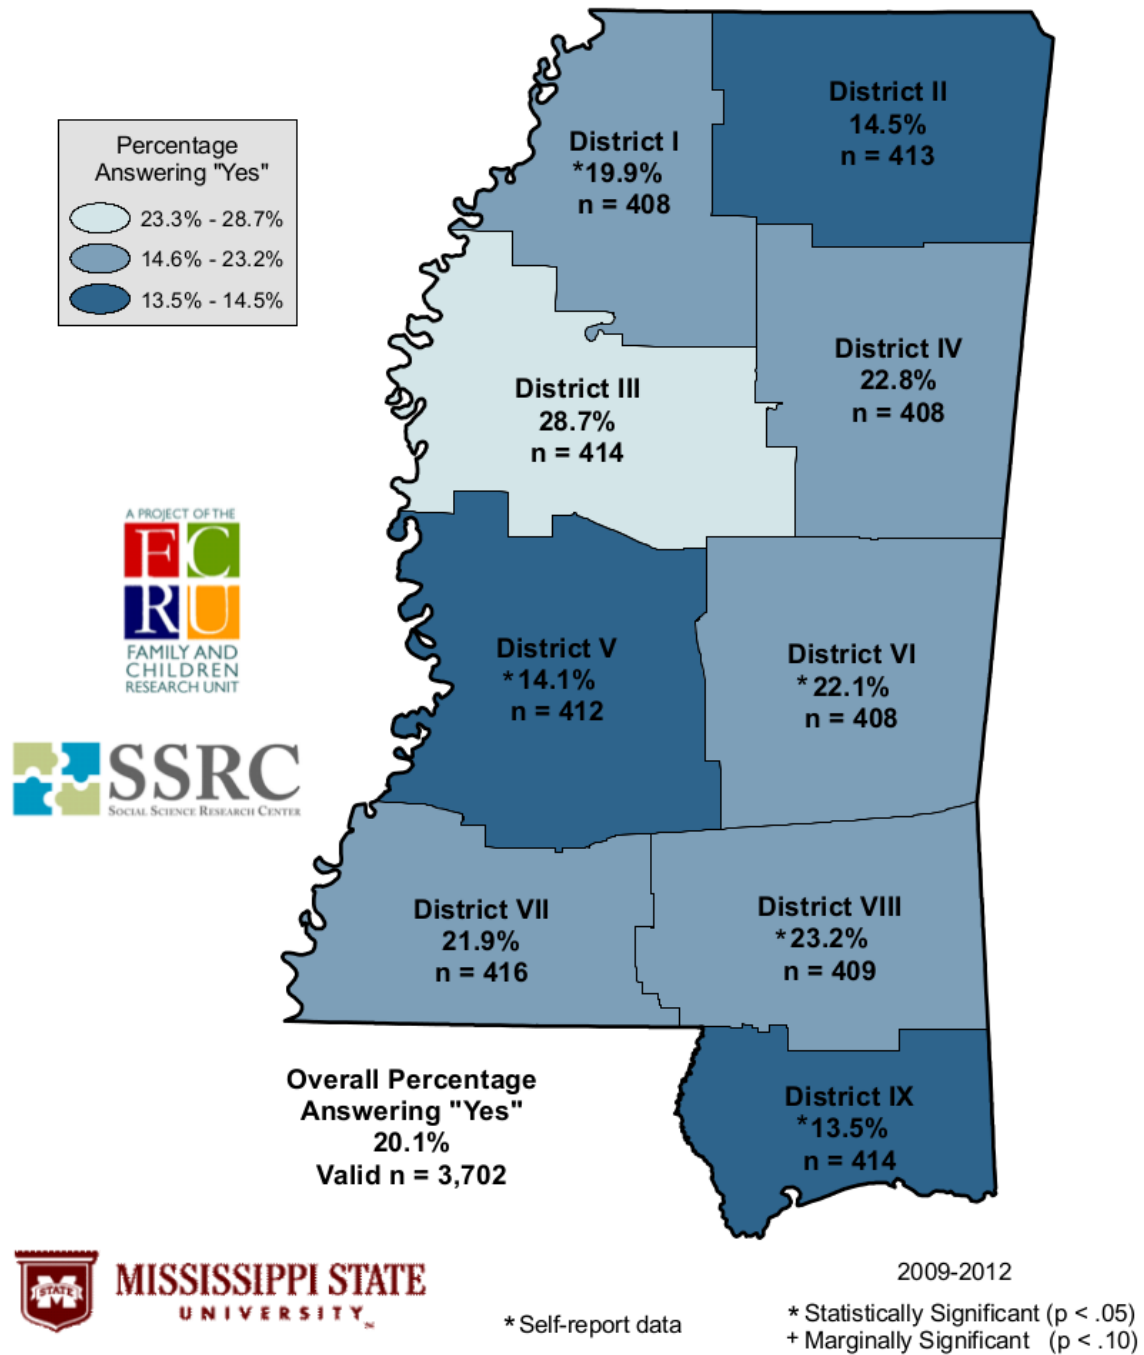 Percentage
Answering "Yes"
23.3% - 28.7%
14.6% - 23.2%
13.5% - 14.5%
District I
*19.9%
n = 408
District II
14.5%
n = 413
District III
28.7%
n = 414
District IV
22.8%
n = 408
District V
*14.1%
n = 412
District VI
*22.1%
n = 408
District VII
21.9%
n = 416
District VIII
*23.2%
n = 409
District IX
*13.5%
n = 414
A PROJECT OF THE
FC
RU
FAMILY AND
CHILDREN
RESEARCH UNIT
SSRC
SOCIAL SCIENCE RESEARCH CENTER
Overall Percentage
Answering "Yes"
20.1%
Valid n = 3,702
M
STATE
MISSISSIPPI STATE
UNIVERSITY™
*Self-report data
2009-2012
* Statistically Significant (p < .05)
+ Marginally Significant (p < .10)